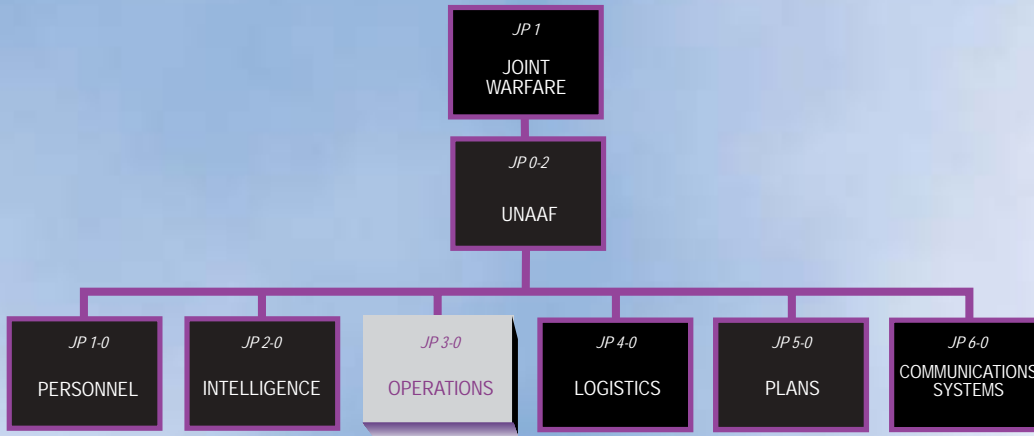 JP 1
JOINT
WARFARE
JP 0-2
UNAAF
JP 1-0
PERSONNEL
JP 2-0
INTELLIGENCE
JP 3-0
OPERATIONS
JP 4-0
LOGISTICS
JP 5-0
PLANS
JP 6-0
COMMUNICATIONS
SYSTEMS